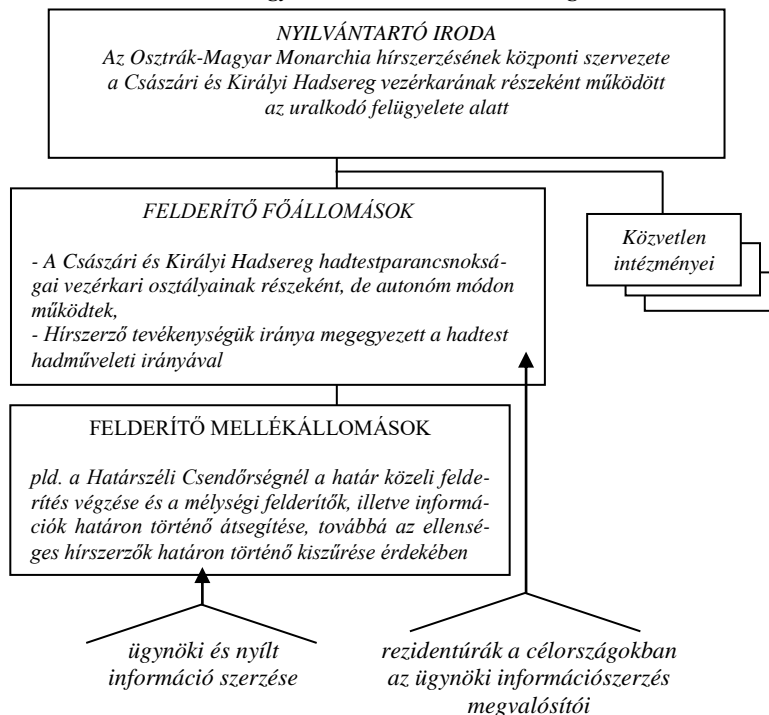 NYILVÁNTARTÓ IRODA
Az Osztrák-Magyar Monarchia hírszerzésének központi szervezete
a Császári és Királyi Hadsereg vezérkarának részeként működött
az uralkodó felügyelete alatt
FELDERÍTŐ FŐÁLLOMÁSOK
- A Császári és Királyi Hadsereg hadtestparancsnoksá-
gai vezérkari osztályainak részeként, de autonóm módon
működtek,
- Hírszerző tevékenységük iránya megegyezett a hadtest
hadműveleti irányával
Közvetlen
intézményei
FELDERÍTŐ MELLÉKÁLLOMÁSOK
pld. a Határszéli Csendőrségnél a határ közeli felde-
rítés végzése és a mélységi felderítők, illetve informá-
ciók határon történő átsegítése, továbbá az ellensé-
ges hírszerzők határon történő kiszűrése érdekében
ügynöki és nyílt
információ szerzése
rezidentúrák a célországokban
az ügynöki információszerzés
megvalósítói